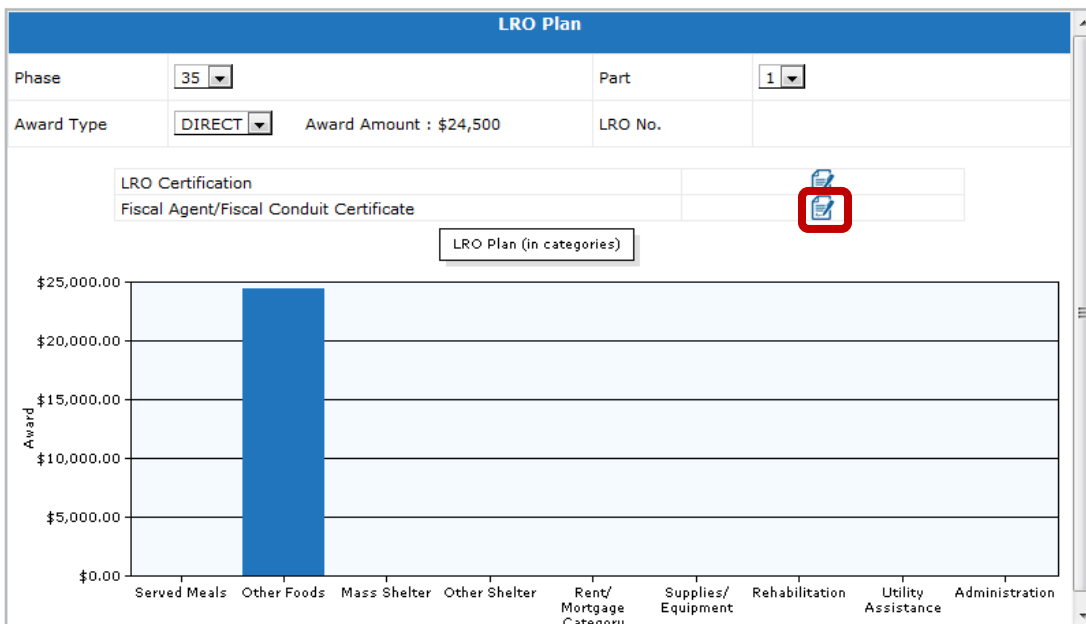 LRO Plan
Phase 35 Part 1
Award Type DIRECT Award Amount : $24,500 LRO No.
LRO Certification
Fiscal Agent/Fiscal Conduit Certificate
LRO Plan (in categories)
$25,000.00
$20,000.00
$15,000.00
$10,000.00
$5,000.00
$0.00
Award
Served Meals Other Foods Mass Shelter Other Shelter Rent/ Supplies/ Rehabilitation Utility Administration
Mortgage Equipment Assistance
Category